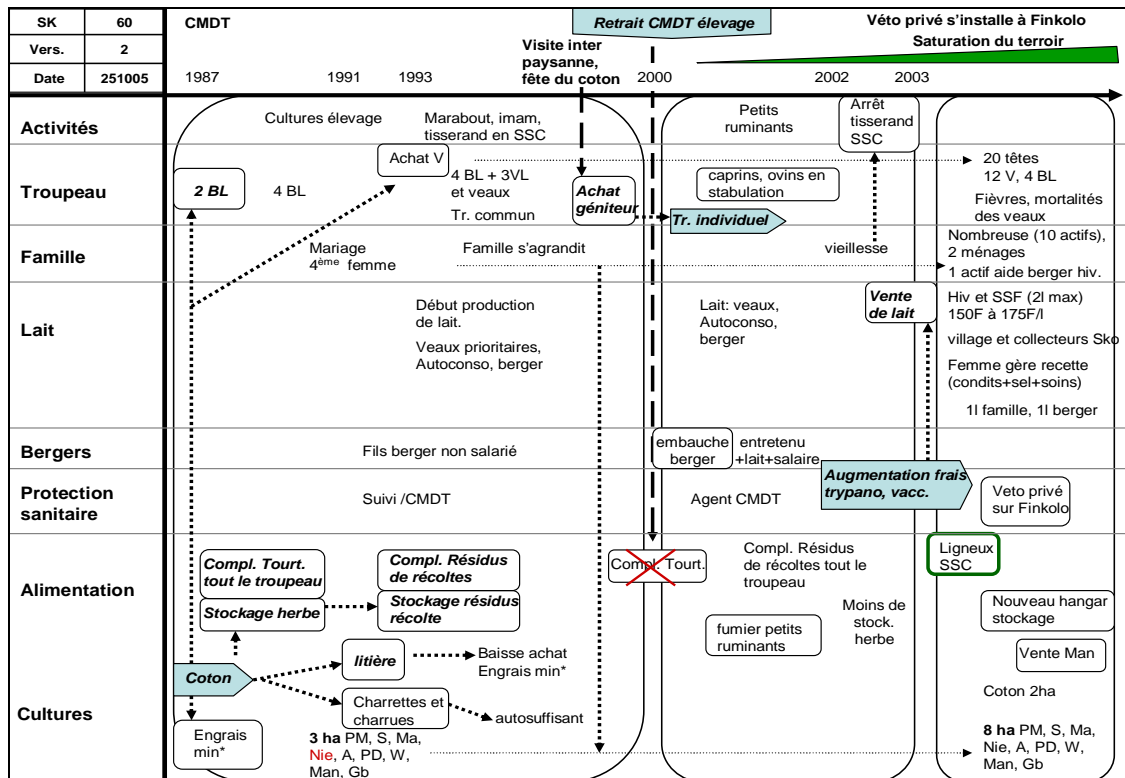 SK 60
Vers. 2
Date 251005
CMDT
Retrait CMDT élevage
Véto privé s'installe à Finkolo
Saturation du terroir
Visite inter
paysanne,
fête du coton
1987 1991 1993 2000 2002 2003
Activités
Cultures élevage
Marabout, imam,
tisserand en SSC
Petits
ruminants
Arrêt
tisserand
SSC
Troupeau
2 BL
4 BL
Achat V
4 BL + 3VL
et veaux
Tr. commun
Achat
géniteur
caprins, ovins en
stabulation
Tr. individuel
20 têtes
12 V, 4 BL
Fièvres, mortalités
des veaux
Famille
Mariage
4ème femme
Famille s'agrandit
vieillesse
Nombreuse (10 actifs),
2 ménages
1 actif aide berger hiv.
Lait
Début production
de lait.
Veaux prioritaires,
Autoconso, berger
Lait: veaux,
Autoconso,
berger
Vente
de lait
Hiv et SSF (2l max)
150F à 175F/l
village et collecteurs Sko
Femme gère recette
(condits+sel+soins)
1l famille, 1l berger
Bergers
Fils berger non salarié
embauche
berger
entretenu
+lait+salaire
Protection
sanitaire
Suivi /CMDT
Agent CMDT
Augmentation frais
trypano, vacc.
Veto privé
sur Finkolo
Alimentation
Compl. Tourt.
tout le troupeau
Stockage herbe
Compl. Résidus
de récoltes
Stockage résidus
récolte
Compl. Tourt.
Compl. Résidus
de récoltes tout le
troupeau
Ligneux
SSC
fumier petits
ruminants
Moins de
stock.
herbe
Nouveau hangar
stockage
Vente Man
Cultures
Coton
litière
Baisse achat
Engrais min*
Charrettes et
charrues
autosuffisant
Engrais
min*
3 ha PM, S, Ma,
Nie, A, PD, W,
Man, Gb
Coton 2ha
8 ha PM, S, Ma,
Nie, A, PD, W,
Man, Gb